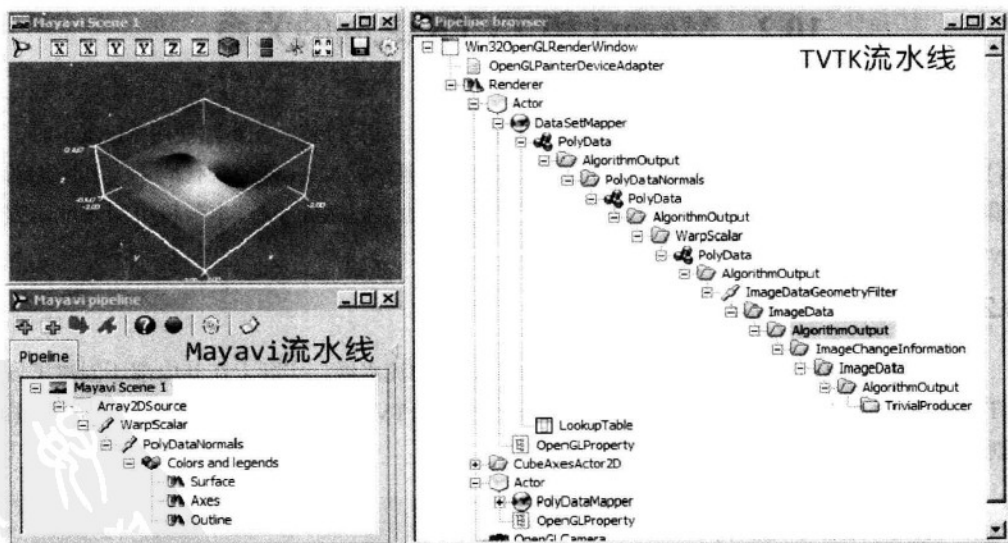 Mayavi Scene 1
X X Y Y Z Z
Z
Y
X
Mayavi pipeline
Mayavi流水线
Pipeline
Mayavi Scene 1
Array2DSource
WarpScalar
PolyDataNormals
Colors and legends
Surface
Axes
Outline
Pipeline browser
TVTK流水线
Win32OpenGLRenderWindow
OpenGLPainterDeviceAdapter
Renderer
Actor
DataSetMapper
PolyData
AlgorithmOutput
PolyDataNormals
PolyData
AlgorithmOutput
WarpScalar
PolyData
AlgorithmOutput
ImageDataGeometryFilter
ImageData
AlgorithmOutput
ImageChangeInformation
ImageData
AlgorithmOutput
TrivialProducer
LookupTable
OpenGLProperty
CubeAxesActor2D
Actor
PolyDataMapper
OpenGLProperty
OpenGLCamera